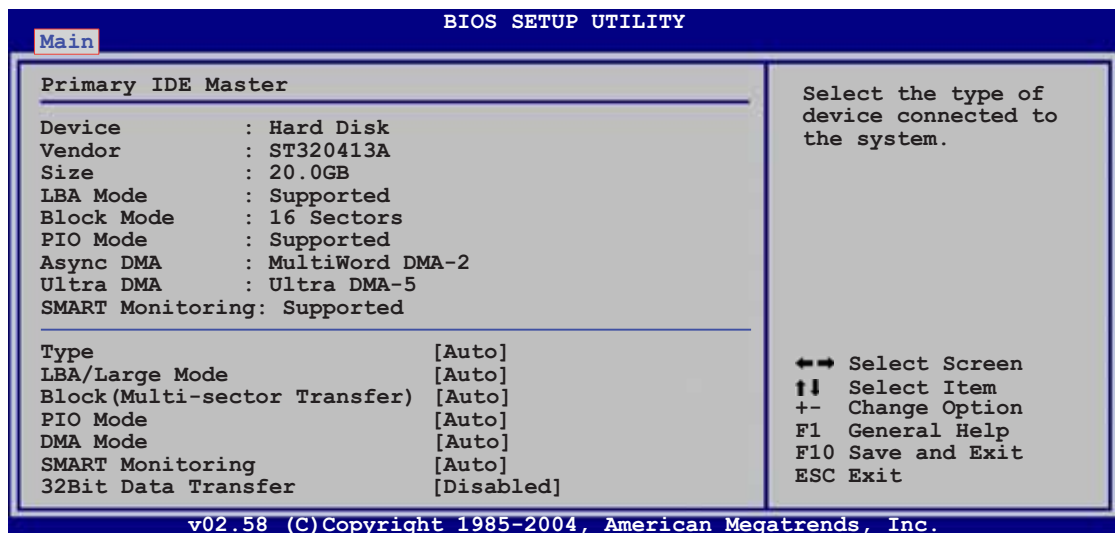 BIOS SETUP UTILITY
Main
Primary IDE Master
Device : Hard Disk
Vendor : ST320413A
Size : 20.0GB
LBA Mode : Supported
Block Mode : 16 Sectors
PIO Mode : Supported
Async DMA : MultiWord DMA-2
Ultra DMA : Ultra DMA-5
SMART Monitoring: Supported
Type [Auto]
LBA/Large Mode [Auto]
Block(Multi-sector Transfer) [Auto]
PIO Mode [Auto]
DMA Mode [Auto]
SMART Monitoring [Auto]
32Bit Data Transfer [Disabled]
Select the type of
device connected to
the system.
←→ Select Screen
↑↓ Select Item
+- Change Option
F1 General Help
F10 Save and Exit
ESC Exit
v02.58 (C)Copyright 1985-2004, American Megatrends, Inc.